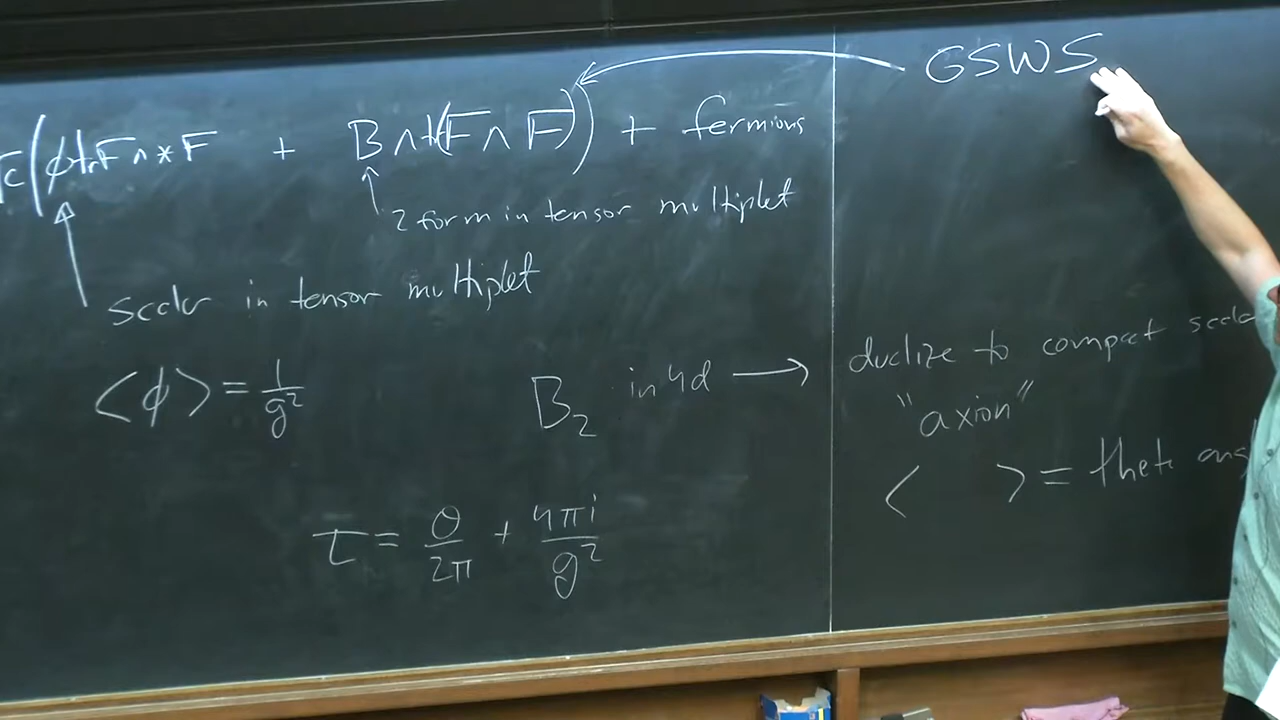 GSWS
c(φ tr F ∧ * F + B ∧ tr(F ∧ F)) + fermions
2 form in tensor multiplet
scalar in tensor multiplet
<φ> = 1/g²
B₂ in 4d → dualize to compact scala
"axion"
< > = theta ang
τ = θ/2π + 4πi/g²